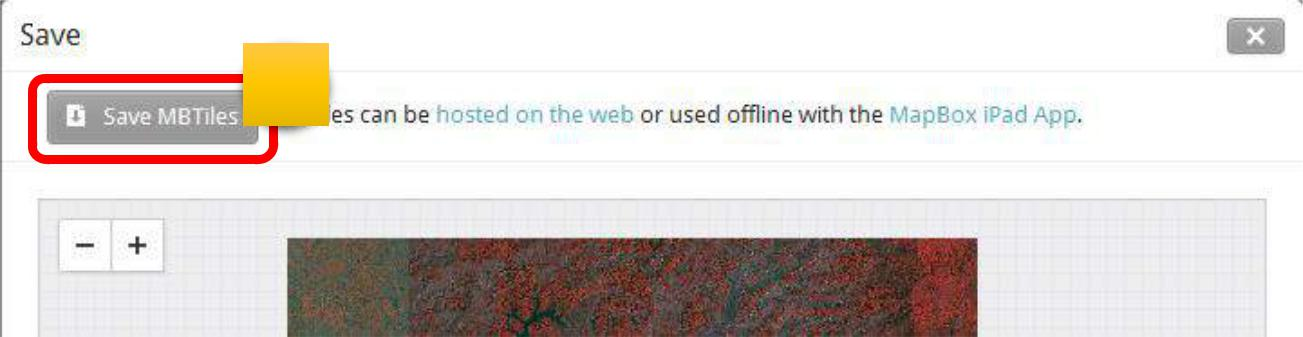 Save
Save MBTiles
can be hosted on the web or used offline with the MapBox iPad App.